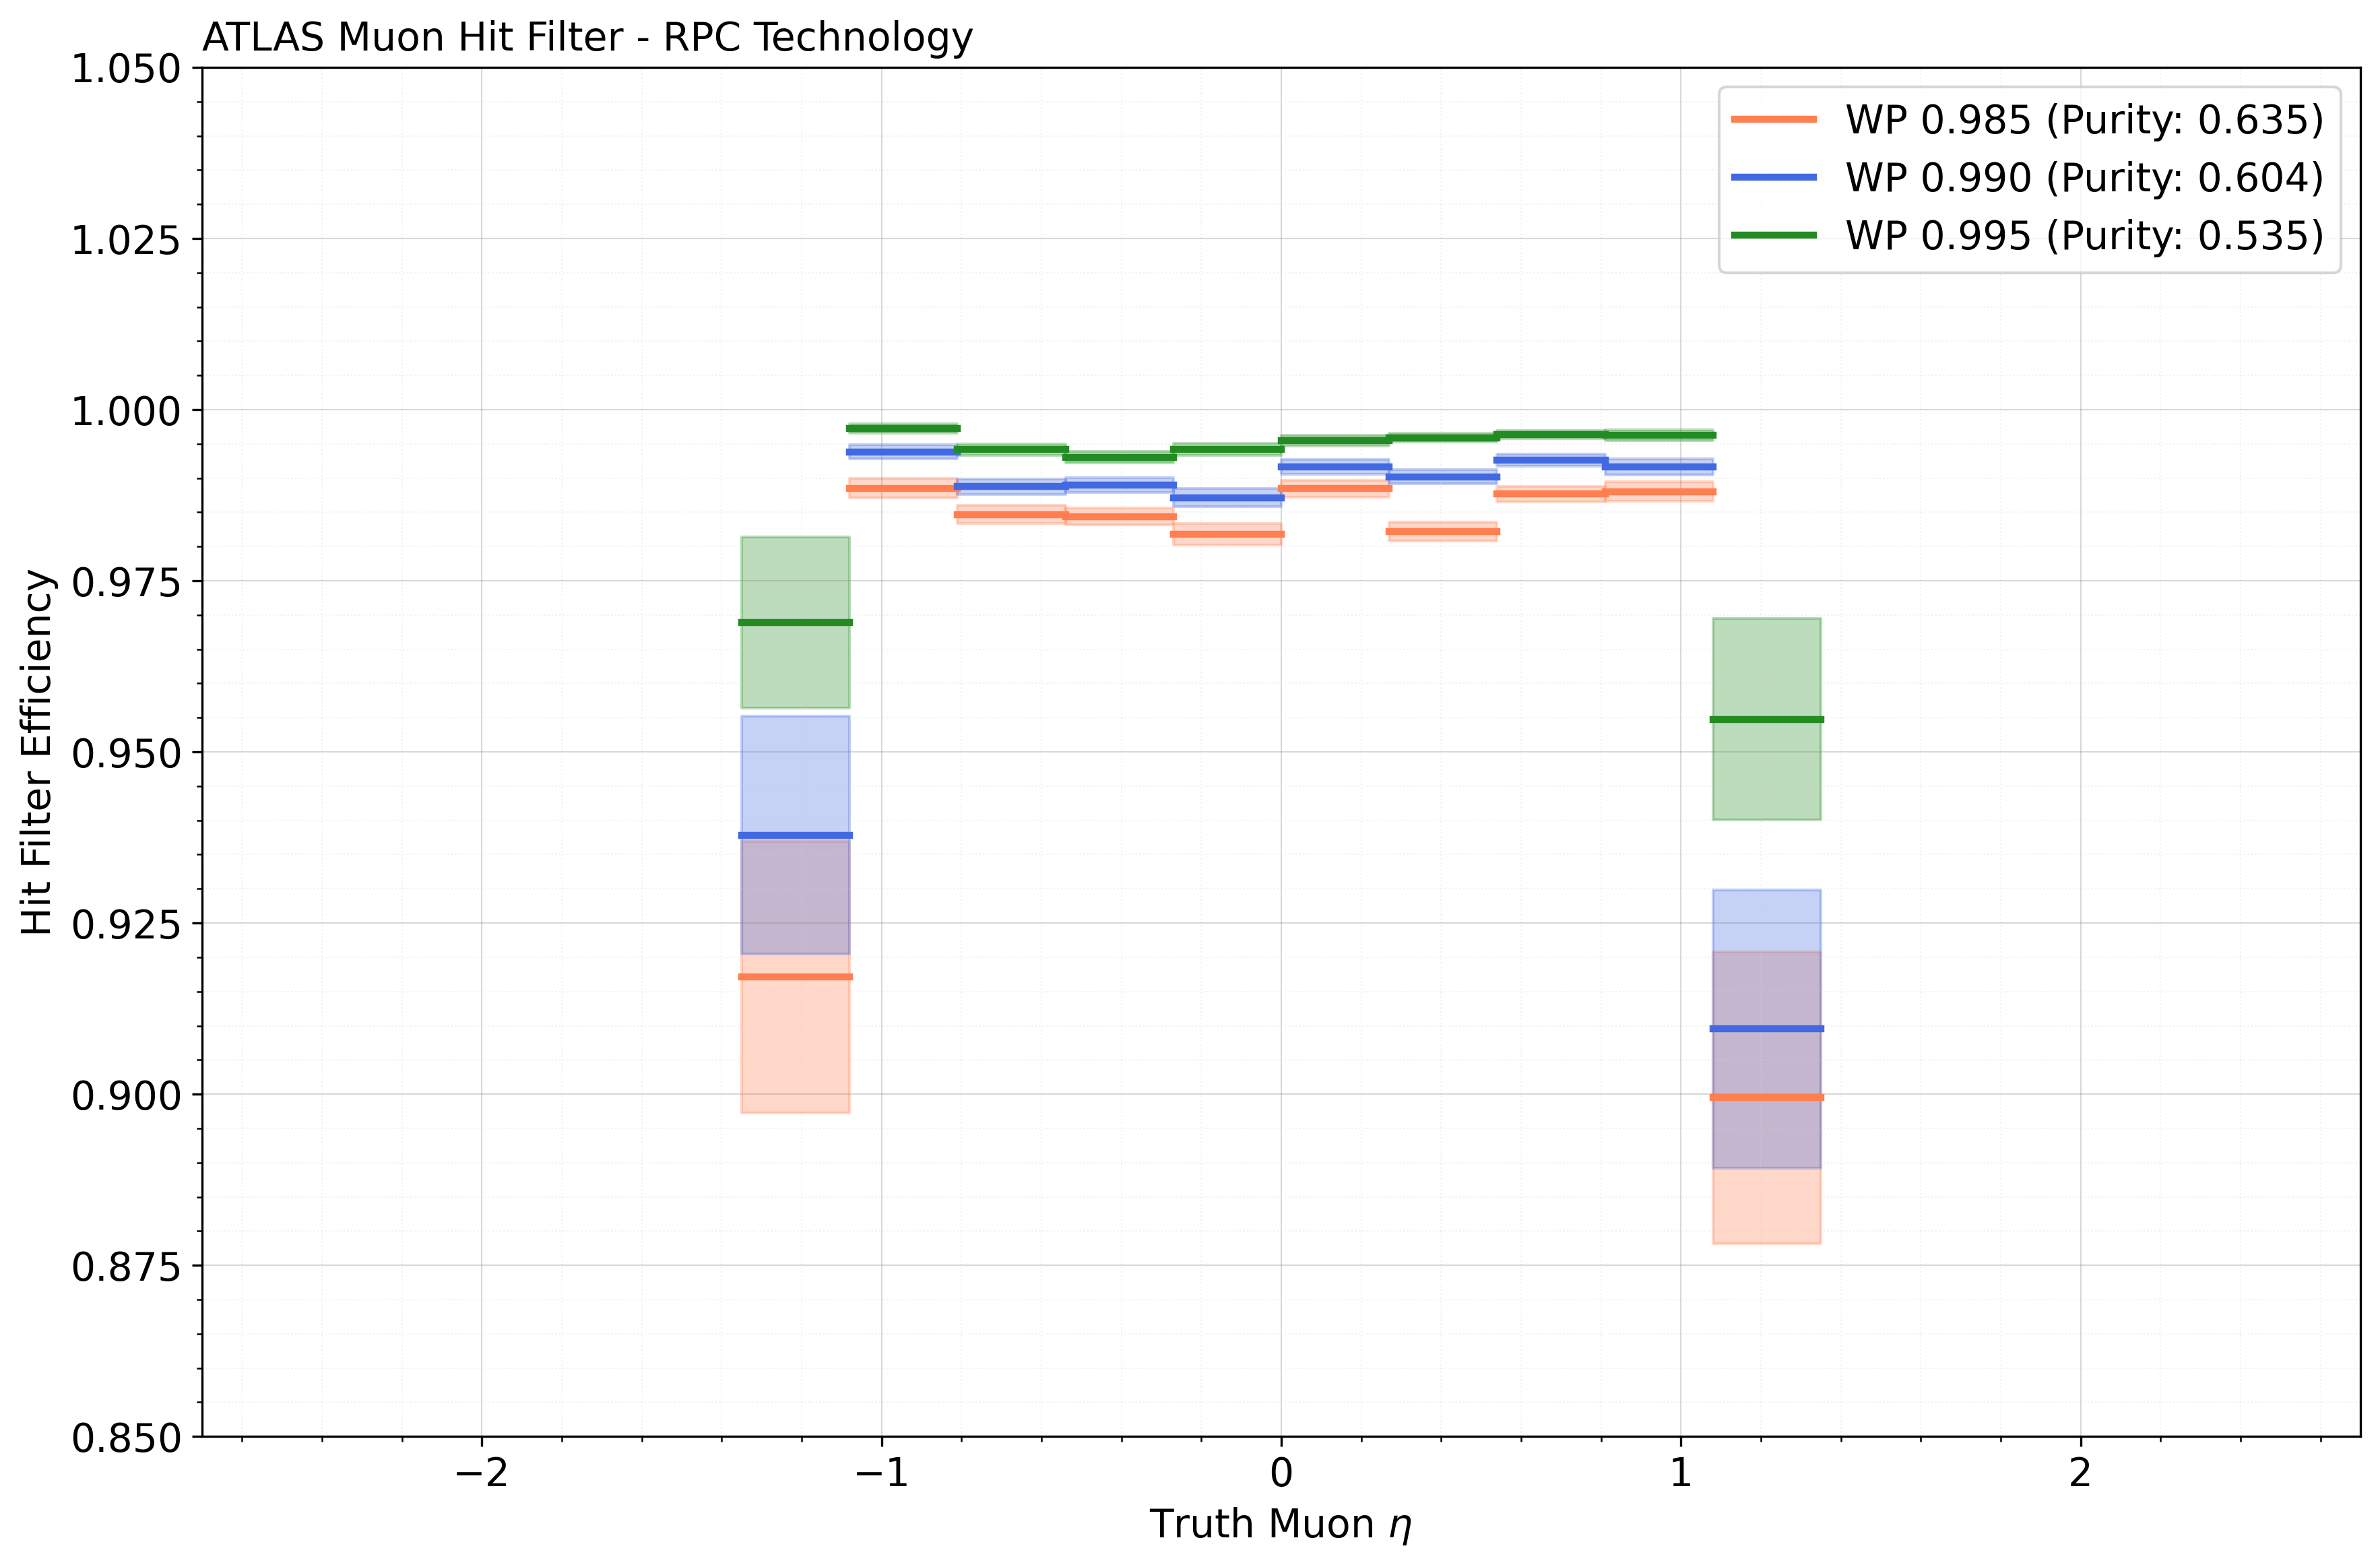 ATLAS Muon Hit Filter - RPC Technology
1.050
1.025
1.000
0.975
0.950
0.925
0.900
0.875
0.850
Hit Filter Efficiency
WP 0.985 (Purity: 0.635)
WP 0.990 (Purity: 0.604)
WP 0.995 (Purity: 0.535)
−2 −1 0 1 2
Truth Muon η